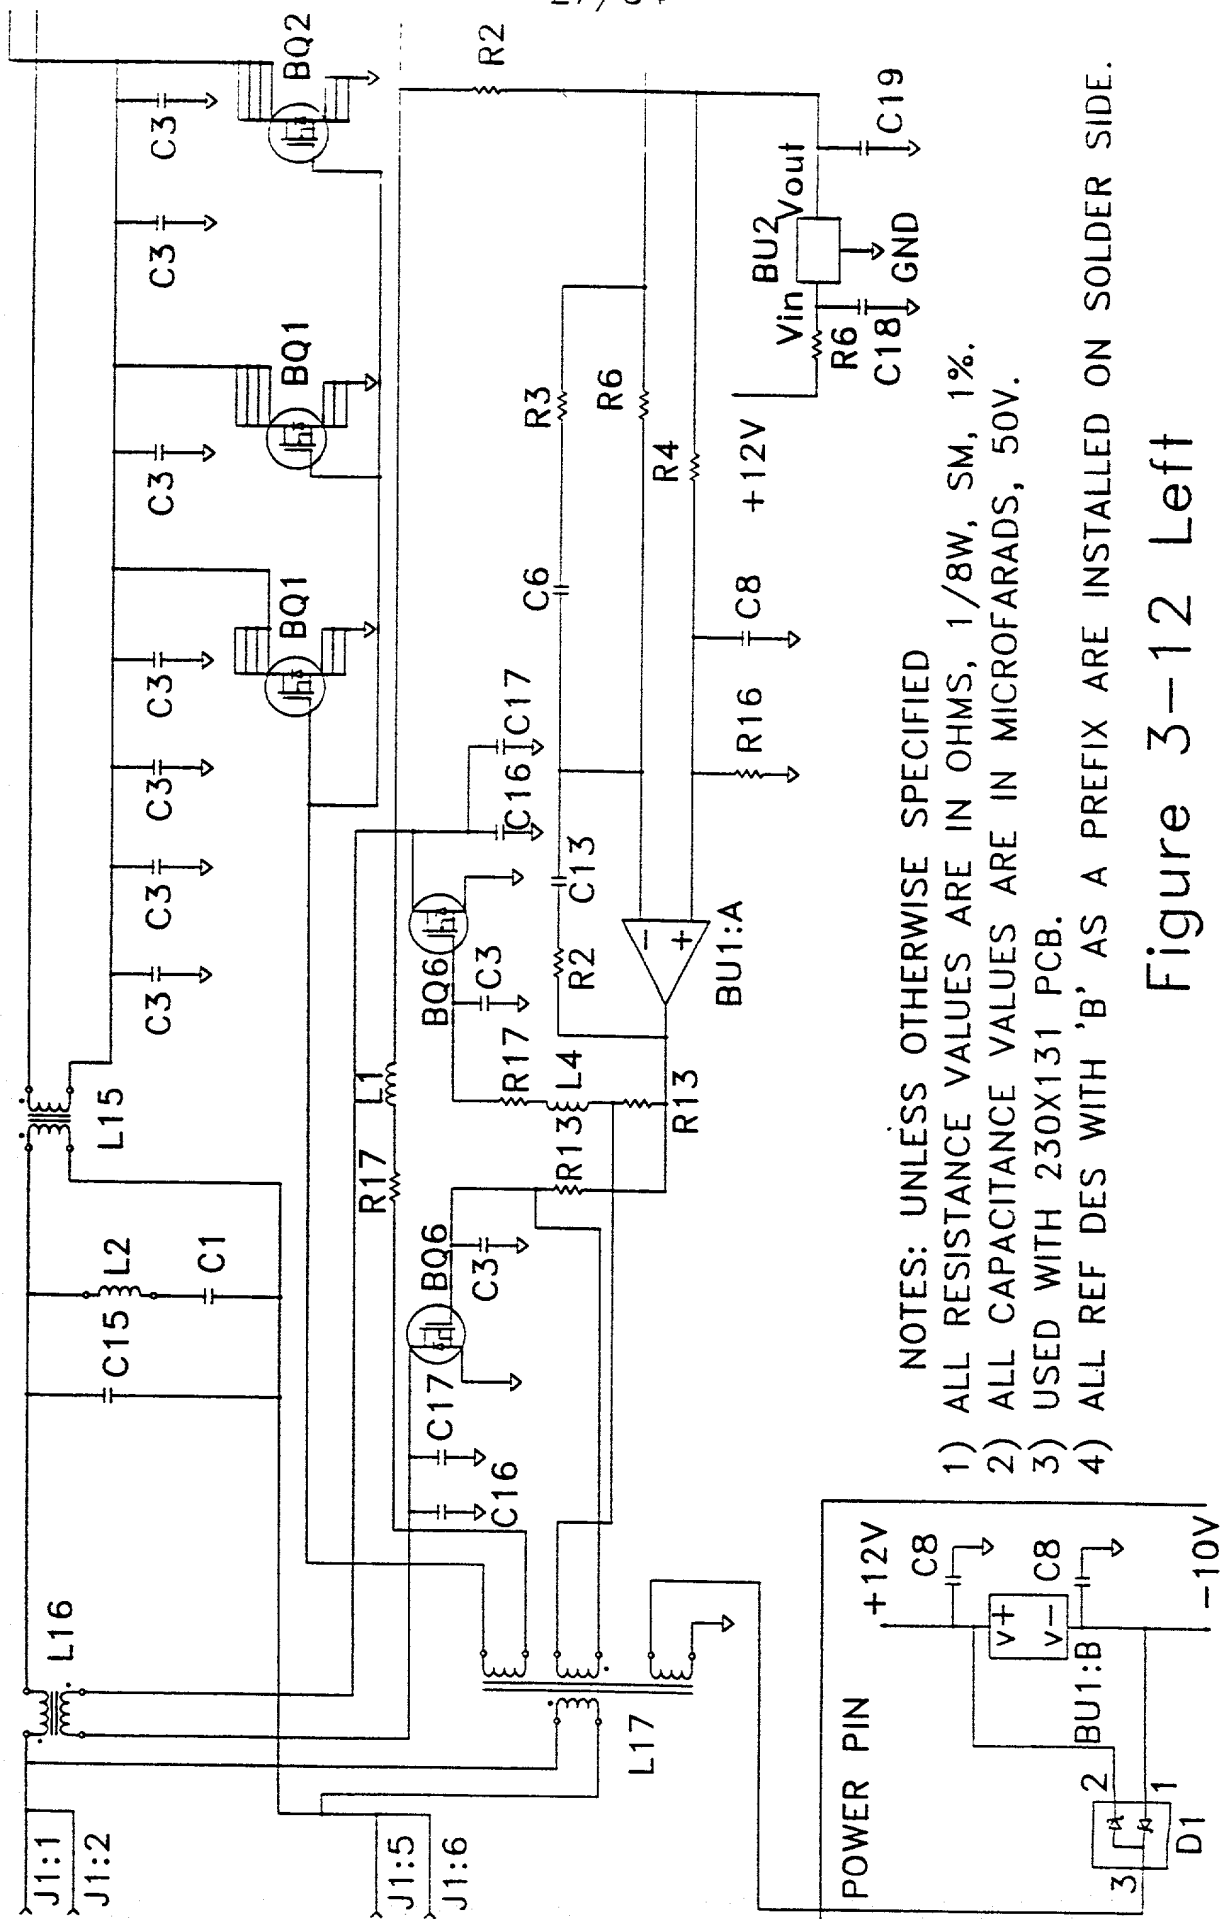 J1:1
J1:2
L16
C15
L2
C1
L15
C3
C3
C3
C3
C3
C3
C3
BQ1
BQ1
BQ2
J1:5
J1:6
R17
L1
C16
C17
BQ6
C3
BQ6
C3
C16
C17
R2
L17
R13
R17
L4
R13
R2
C13
C6
R3
R6
BU1:A
R4
R16
C8
+12V
Vin
BU2
Vout
R6
C18
GND
C19
POWER PIN
+12V
C8
V+
V-
C8
BU1:B
-10V
3
2
1
D1
NOTES: UNLESS OTHERWISE SPECIFIED
1) ALL RESISTANCE VALUES ARE IN OHMS, 1/8W, SM, 1%.
2) ALL CAPACITANCE VALUES ARE IN MICROFARADS, 50V.
3) USED WITH 230X131 PCB.
4) ALL REF DES WITH 'B' AS A PREFIX ARE INSTALLED ON SOLDER SIDE.
Figure 3-12 Left